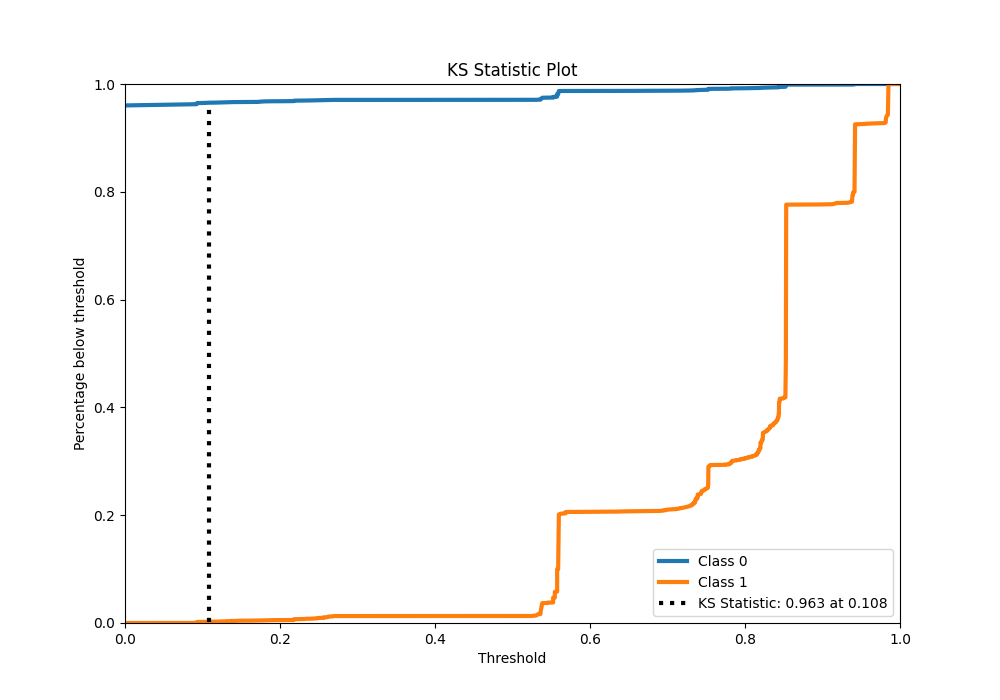 KS Statistic Plot
1.0
0.8
0.6
0.4
0.2
0.0
Percentage below threshold
0.0 0.2 0.4 0.6 0.8 1.0
Threshold
Class 0
Class 1
KS Statistic: 0.963 at 0.108